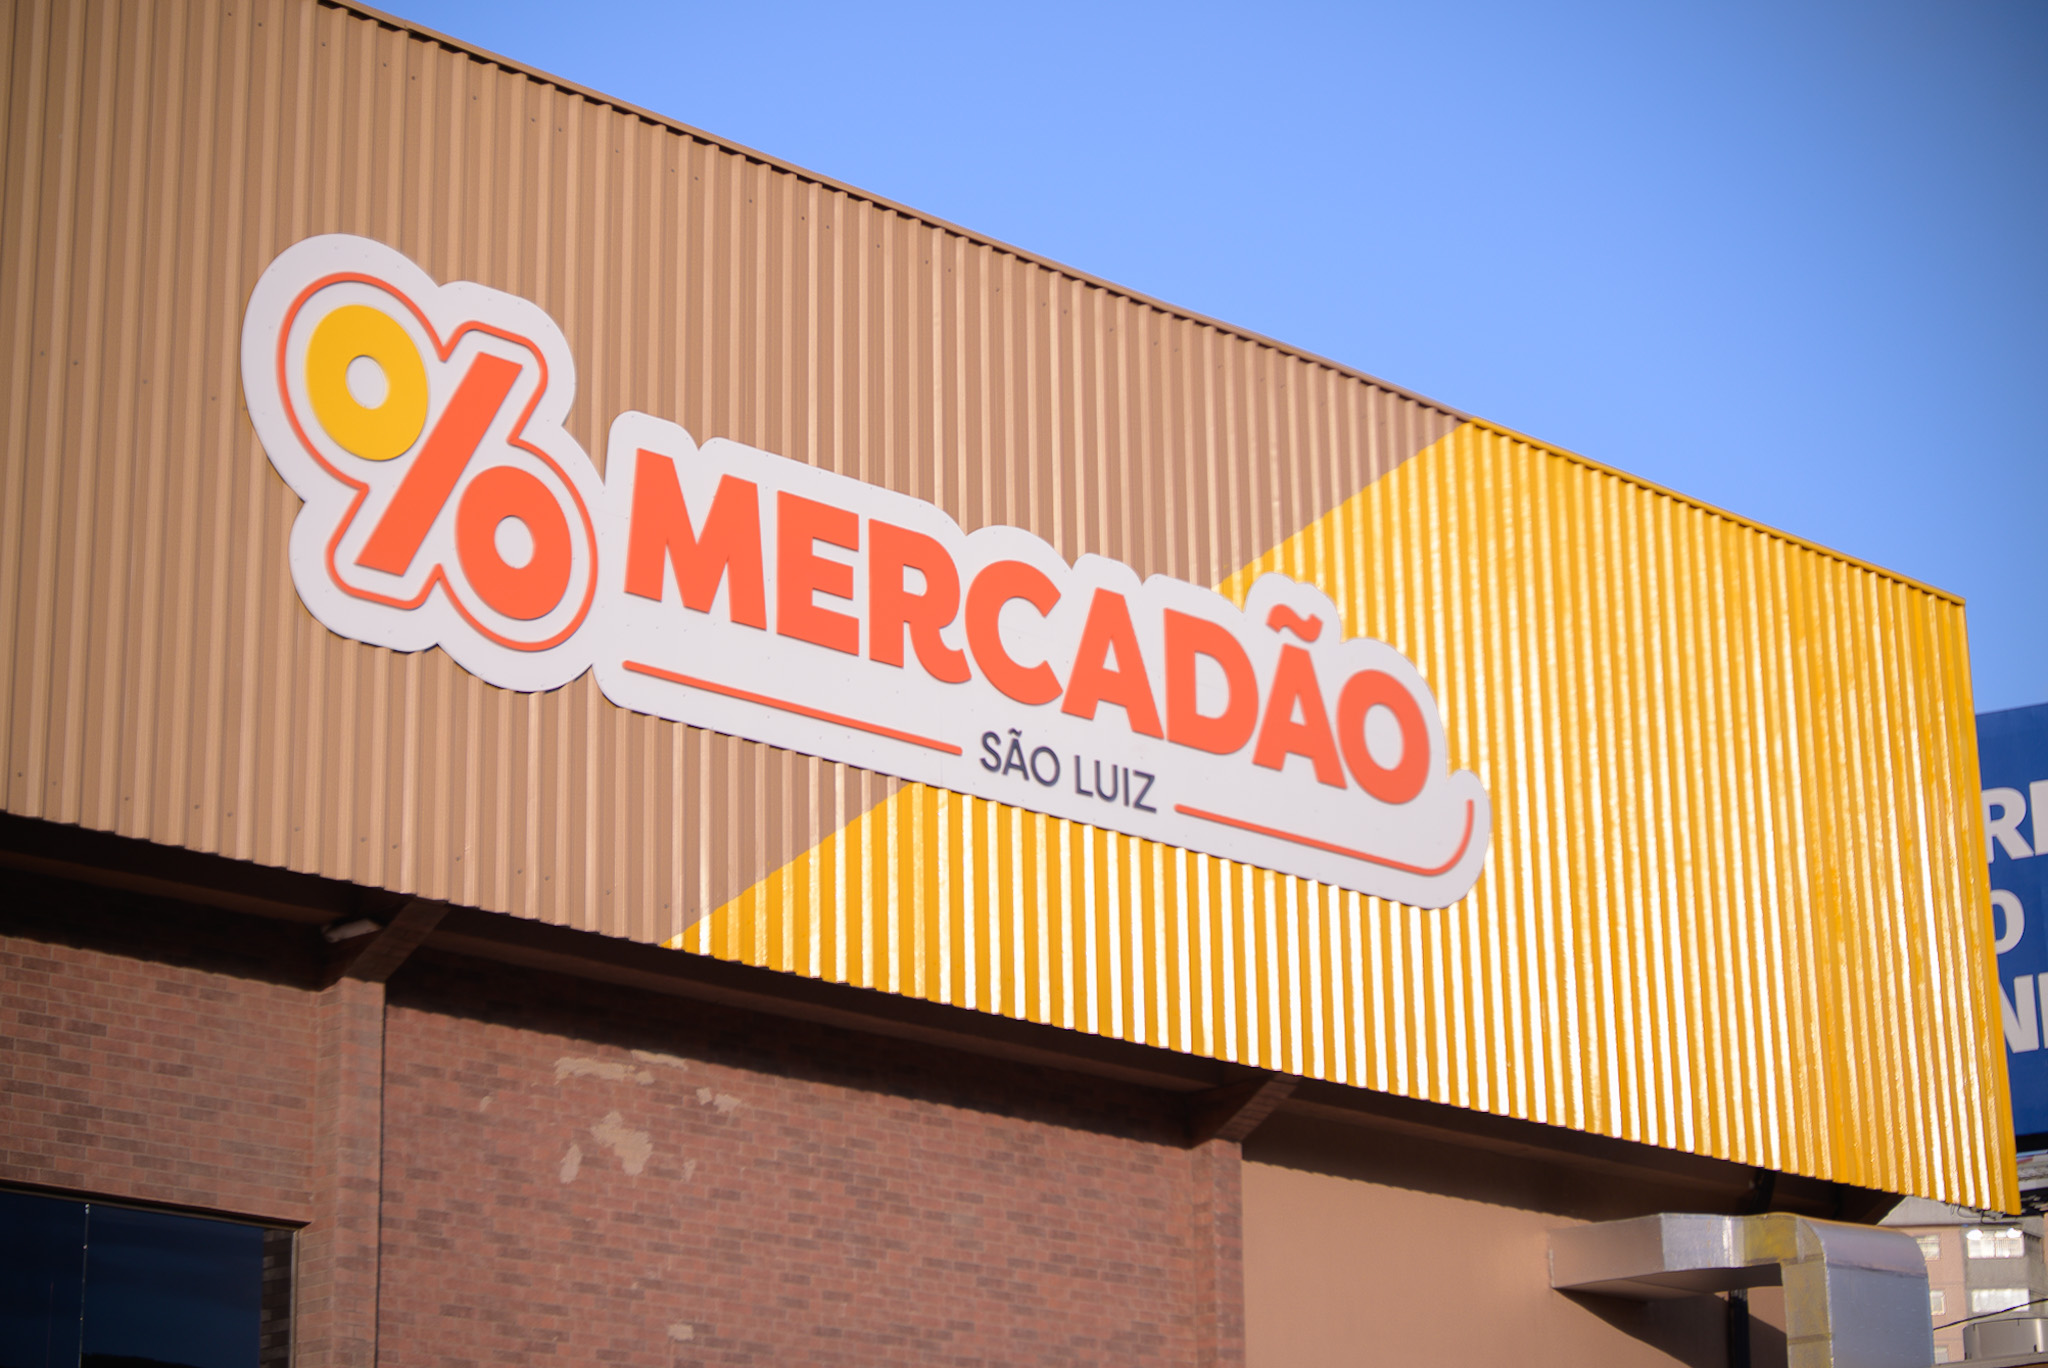 %
MERCADÃO
SÃO LUIZ